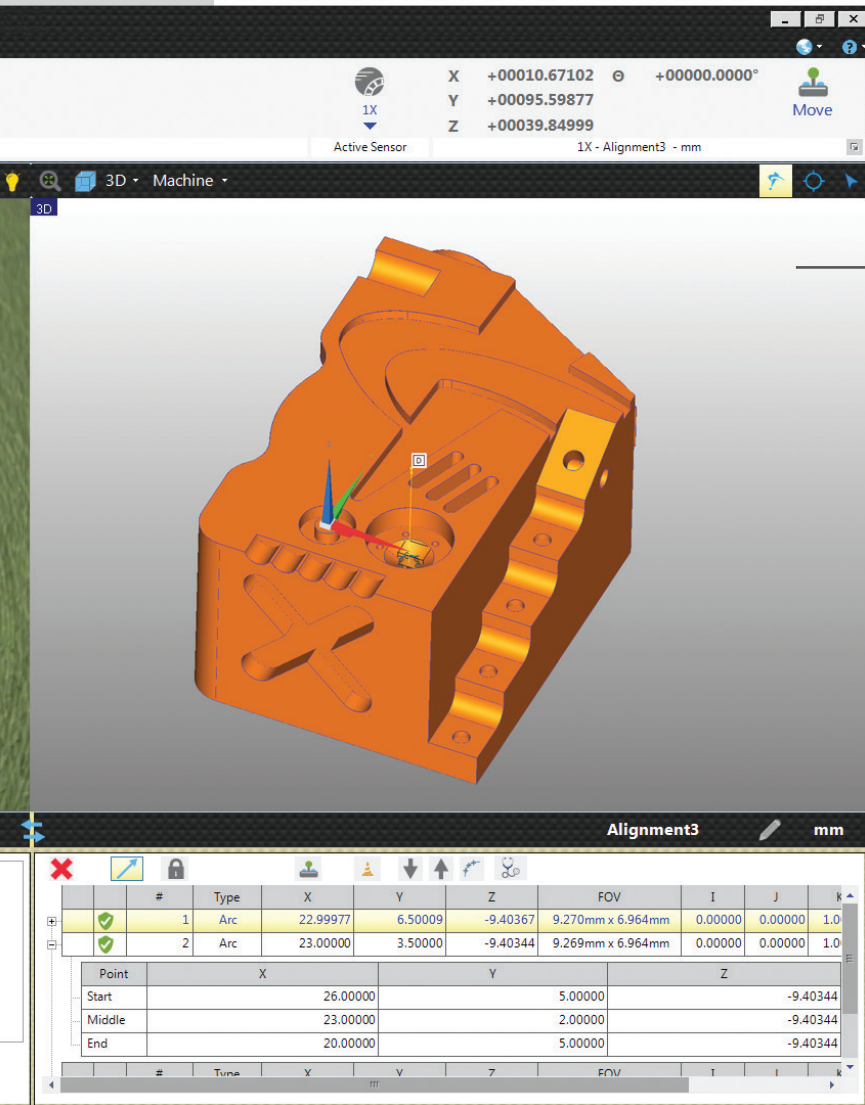 X +00010.67102 Θ +00000.0000°
1X
Y +00095.59877
Move
Z +00039.84999
Active Sensor
1X - Alignment3 - mm
3D Machine
3D
D
Alignment3 mm
# Type X Y Z FOV I J K
1 Arc 22.99977 6.50009 -9.40367 9.270mm x 6.964mm 0.00000 0.00000 1.0
2 Arc 23.00000 3.50000 -9.40344 9.269mm x 6.964mm 0.00000 0.00000 1.0
Point X Y Z
Start 26.00000 5.00000 -9.40344
Middle 23.00000 2.00000 -9.40344
End 20.00000 5.00000 -9.40344
# Type X Y Z FOV I J K